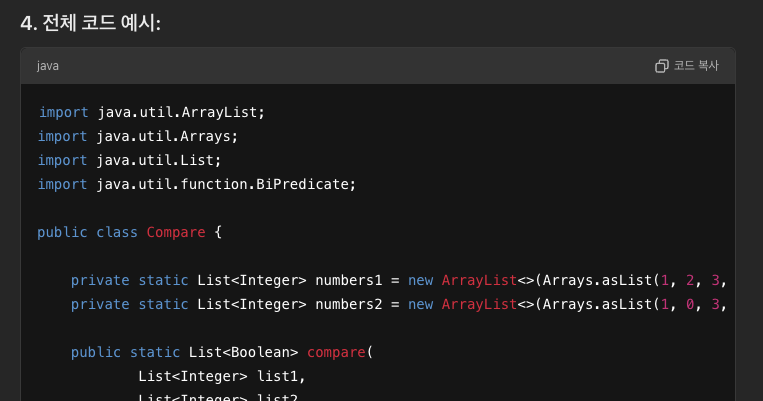 4. 전체 코드 예시:
java
코드 복사
import java.util.ArrayList;
import java.util.Arrays;
import java.util.List;
import java.util.function.BiPredicate;
public class Compare {
private static List<Integer> numbers1 = new ArrayList<>(Arrays.asList(1, 2, 3,
private static List<Integer> numbers2 = new ArrayList<>(Arrays.asList(1, 0, 3,
public static List<Boolean> compare(
List<Integer> list1,
List<Integer> list2